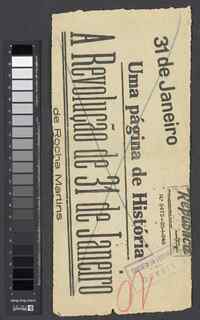 31 de Janeiro
Uma página de História
A Revolução de 31 de Janeiro
de Rocha Martins
República